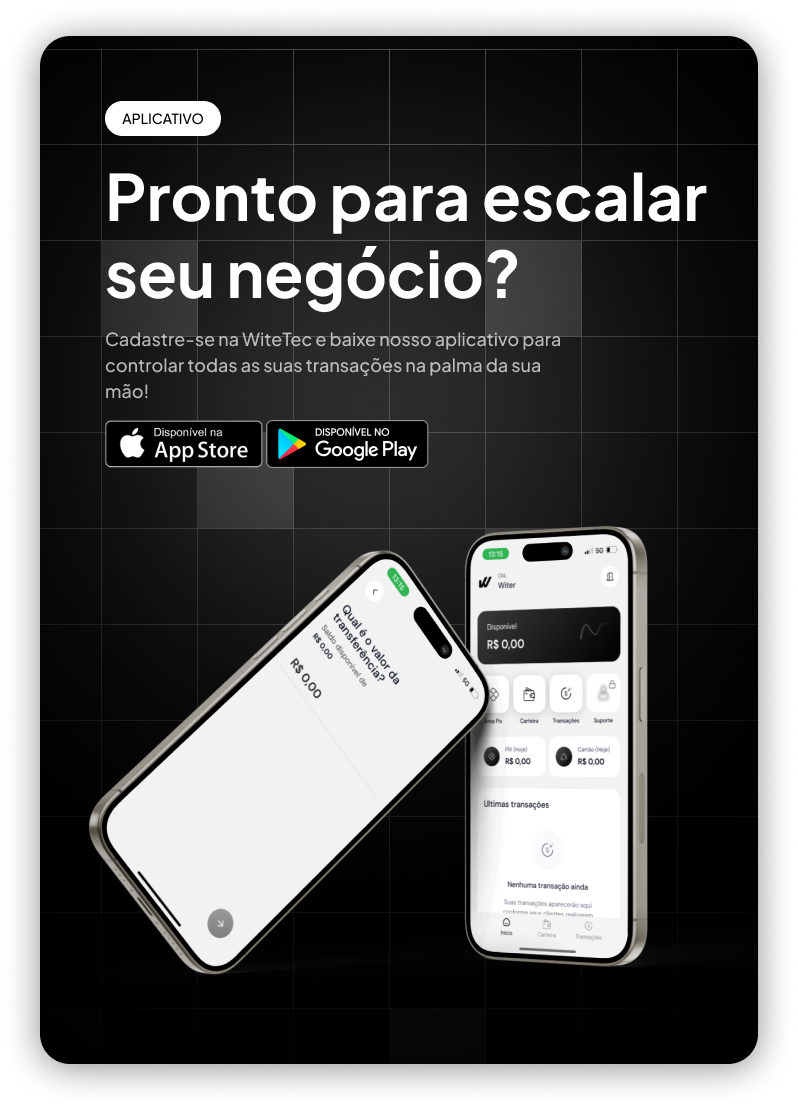 APLICATIVO
Pronto para escalar
seu negócio?
Cadastre-se na WiteTec e baixe nosso aplicativo para
controlar todas as suas transações na palma da sua
mão!
Disponível na
App Store
DISPONÍVEL NO
Google Play
13:15
5G
Qual é o valor da
transferência?
Saldo disponível de
R$ 0,00
R$ 0,00
13:15
5G
Olá,
Witer
Disponível
R$ 0,00
Área Pix
Carteira
Transações
Suporte
PIX (Hoje)
R$ 0,00
Cartão (Hoje)
R$ 0,00
Últimas transações
Nenhuma transação ainda
Suas transações aparecerão aqui
conforme seus clientes realizarem
Início
Carteira
Transações